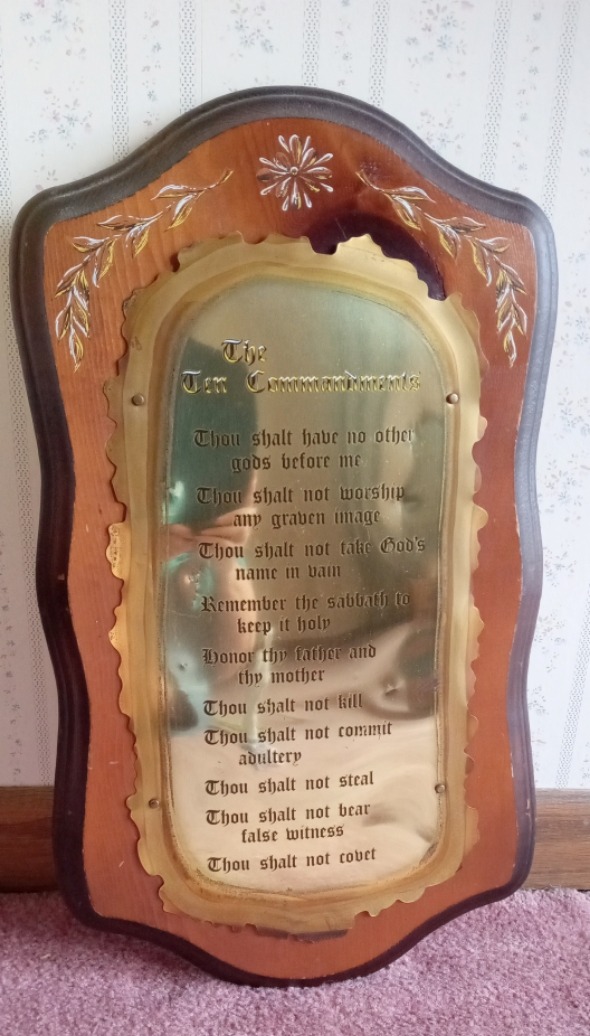 The
Ten Commandments
Thou shalt have no other
gods before me
Thou shalt not worship
any graven image
Thou shalt not take God's
name in vain
Remember the sabbath to
keep it holy
Honor thy father and
thy mother
Thou shalt not kill
Thou shalt not commit
adultery
Thou shalt not steal
Thou shalt not bear
false witness
Thou shalt not covet